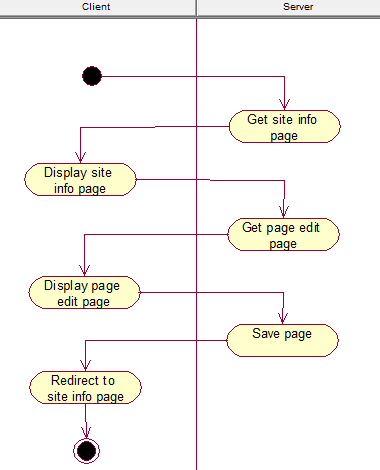 Client
Server
Get site info
page
Display site
info page
Get page edit
page
Display page
edit page
Save page
Redirect to
site info page